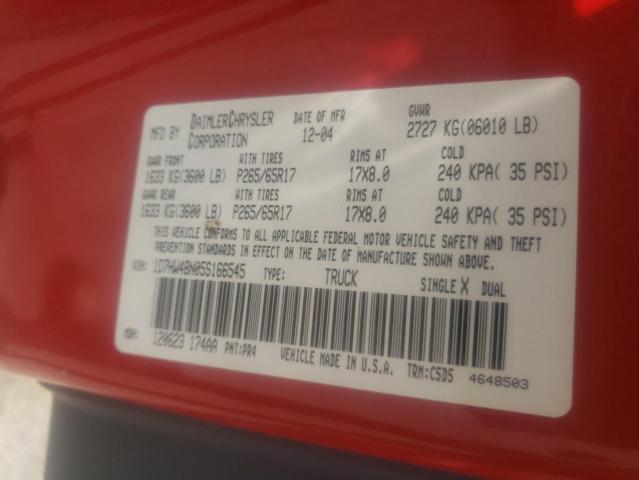 MFD BY DAIMLERCHRYSLER CORPORATION DATE OF MFR 12-04 GVWR 2727 KG(06010 LB)
GAWR FRONT WITH TIRES RIMS AT COLD
1633 KG(3600 LB) P265/65R17 17X8.0 240 KPA( 35 PSI)
GAWR REAR WITH TIRES RIMS AT COLD
1633 KG(3600 LB) P265/65R17 17X8.0 240 KPA( 35 PSI)
THIS VEHICLE CONFORMS TO ALL APPLICABLE FEDERAL MOTOR VEHICLE SAFETY AND THEFT
PREVENTION STANDARDS IN EFFECT ON THE DATE OF MANUFACTURE SHOWN ABOVE.
1D7HW48N05S166545 TYPE: TRUCK SINGLE X DUAL
MDH: 120623 174AA PNT:PR4 VEHICLE MADE IN U.S.A. TRM:C5D5 4648503